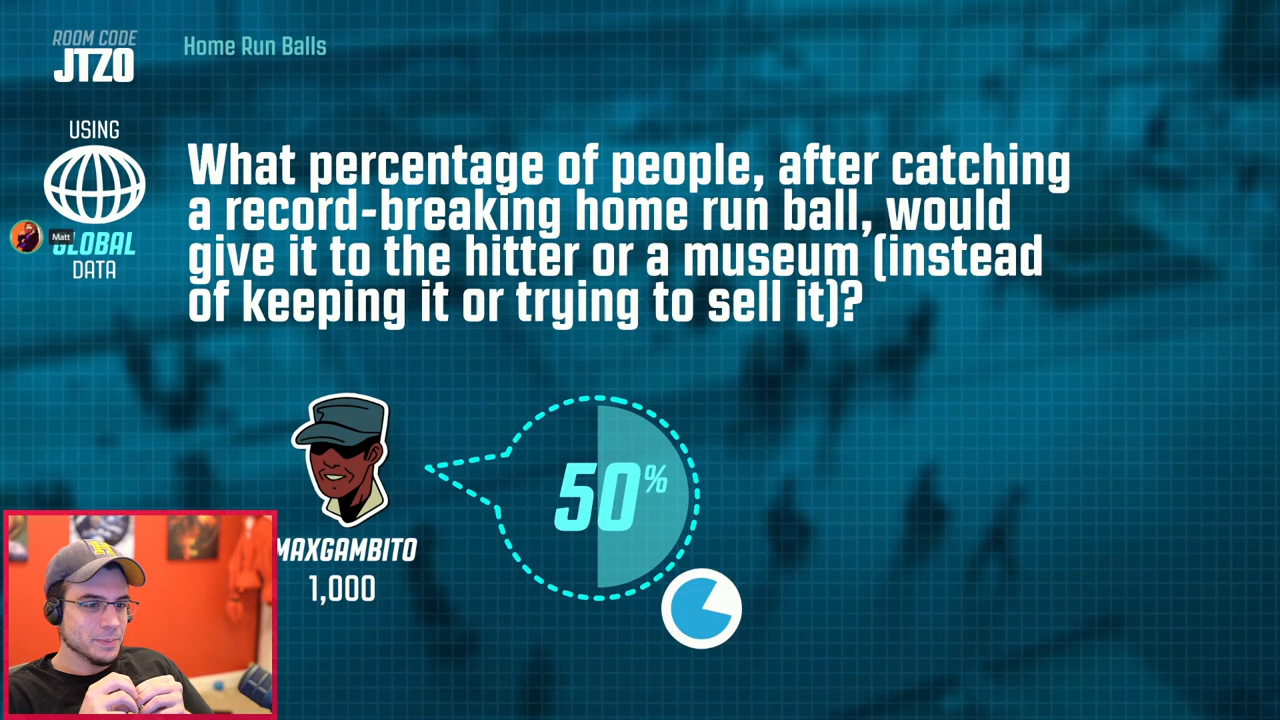 ROOM CODE
JTZO
Home Run Balls
USING
GLOBAL
DATA
Matt
What percentage of people, after catching
a record-breaking home run ball, would
give it to the hitter or a museum (instead
of keeping it or trying to sell it)?
50%
MAXGAMBITO
1,000